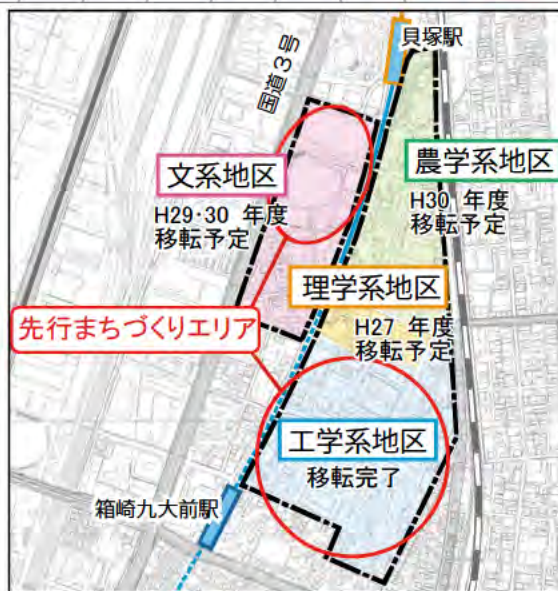 貝塚駅
国道3号
文系地区
H29・30 年度
移転予定
農学系地区
H30 年度
移転予定
理学系地区
H27 年度
移転予定
先行まちづくりエリア
工学系地区
移転完了
箱崎九大前駅